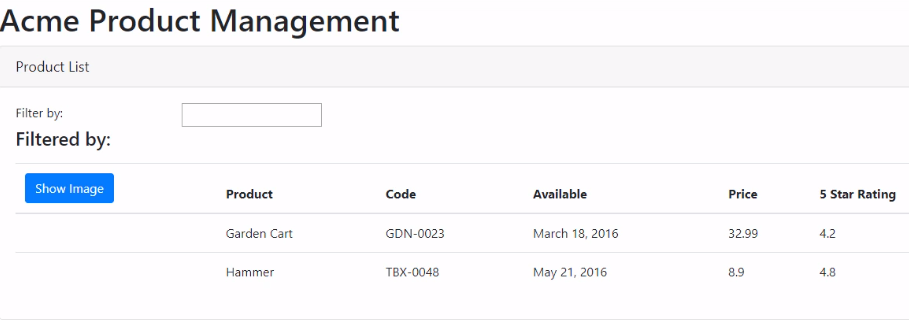 Acme Product Management
Product List
Filter by:
Filtered by:
Show Image Product Code Available Price 5 Star Rating
Garden Cart GDN-0023 March 18, 2016 32.99 4.2
Hammer TBX-0048 May 21, 2016 8.9 4.8